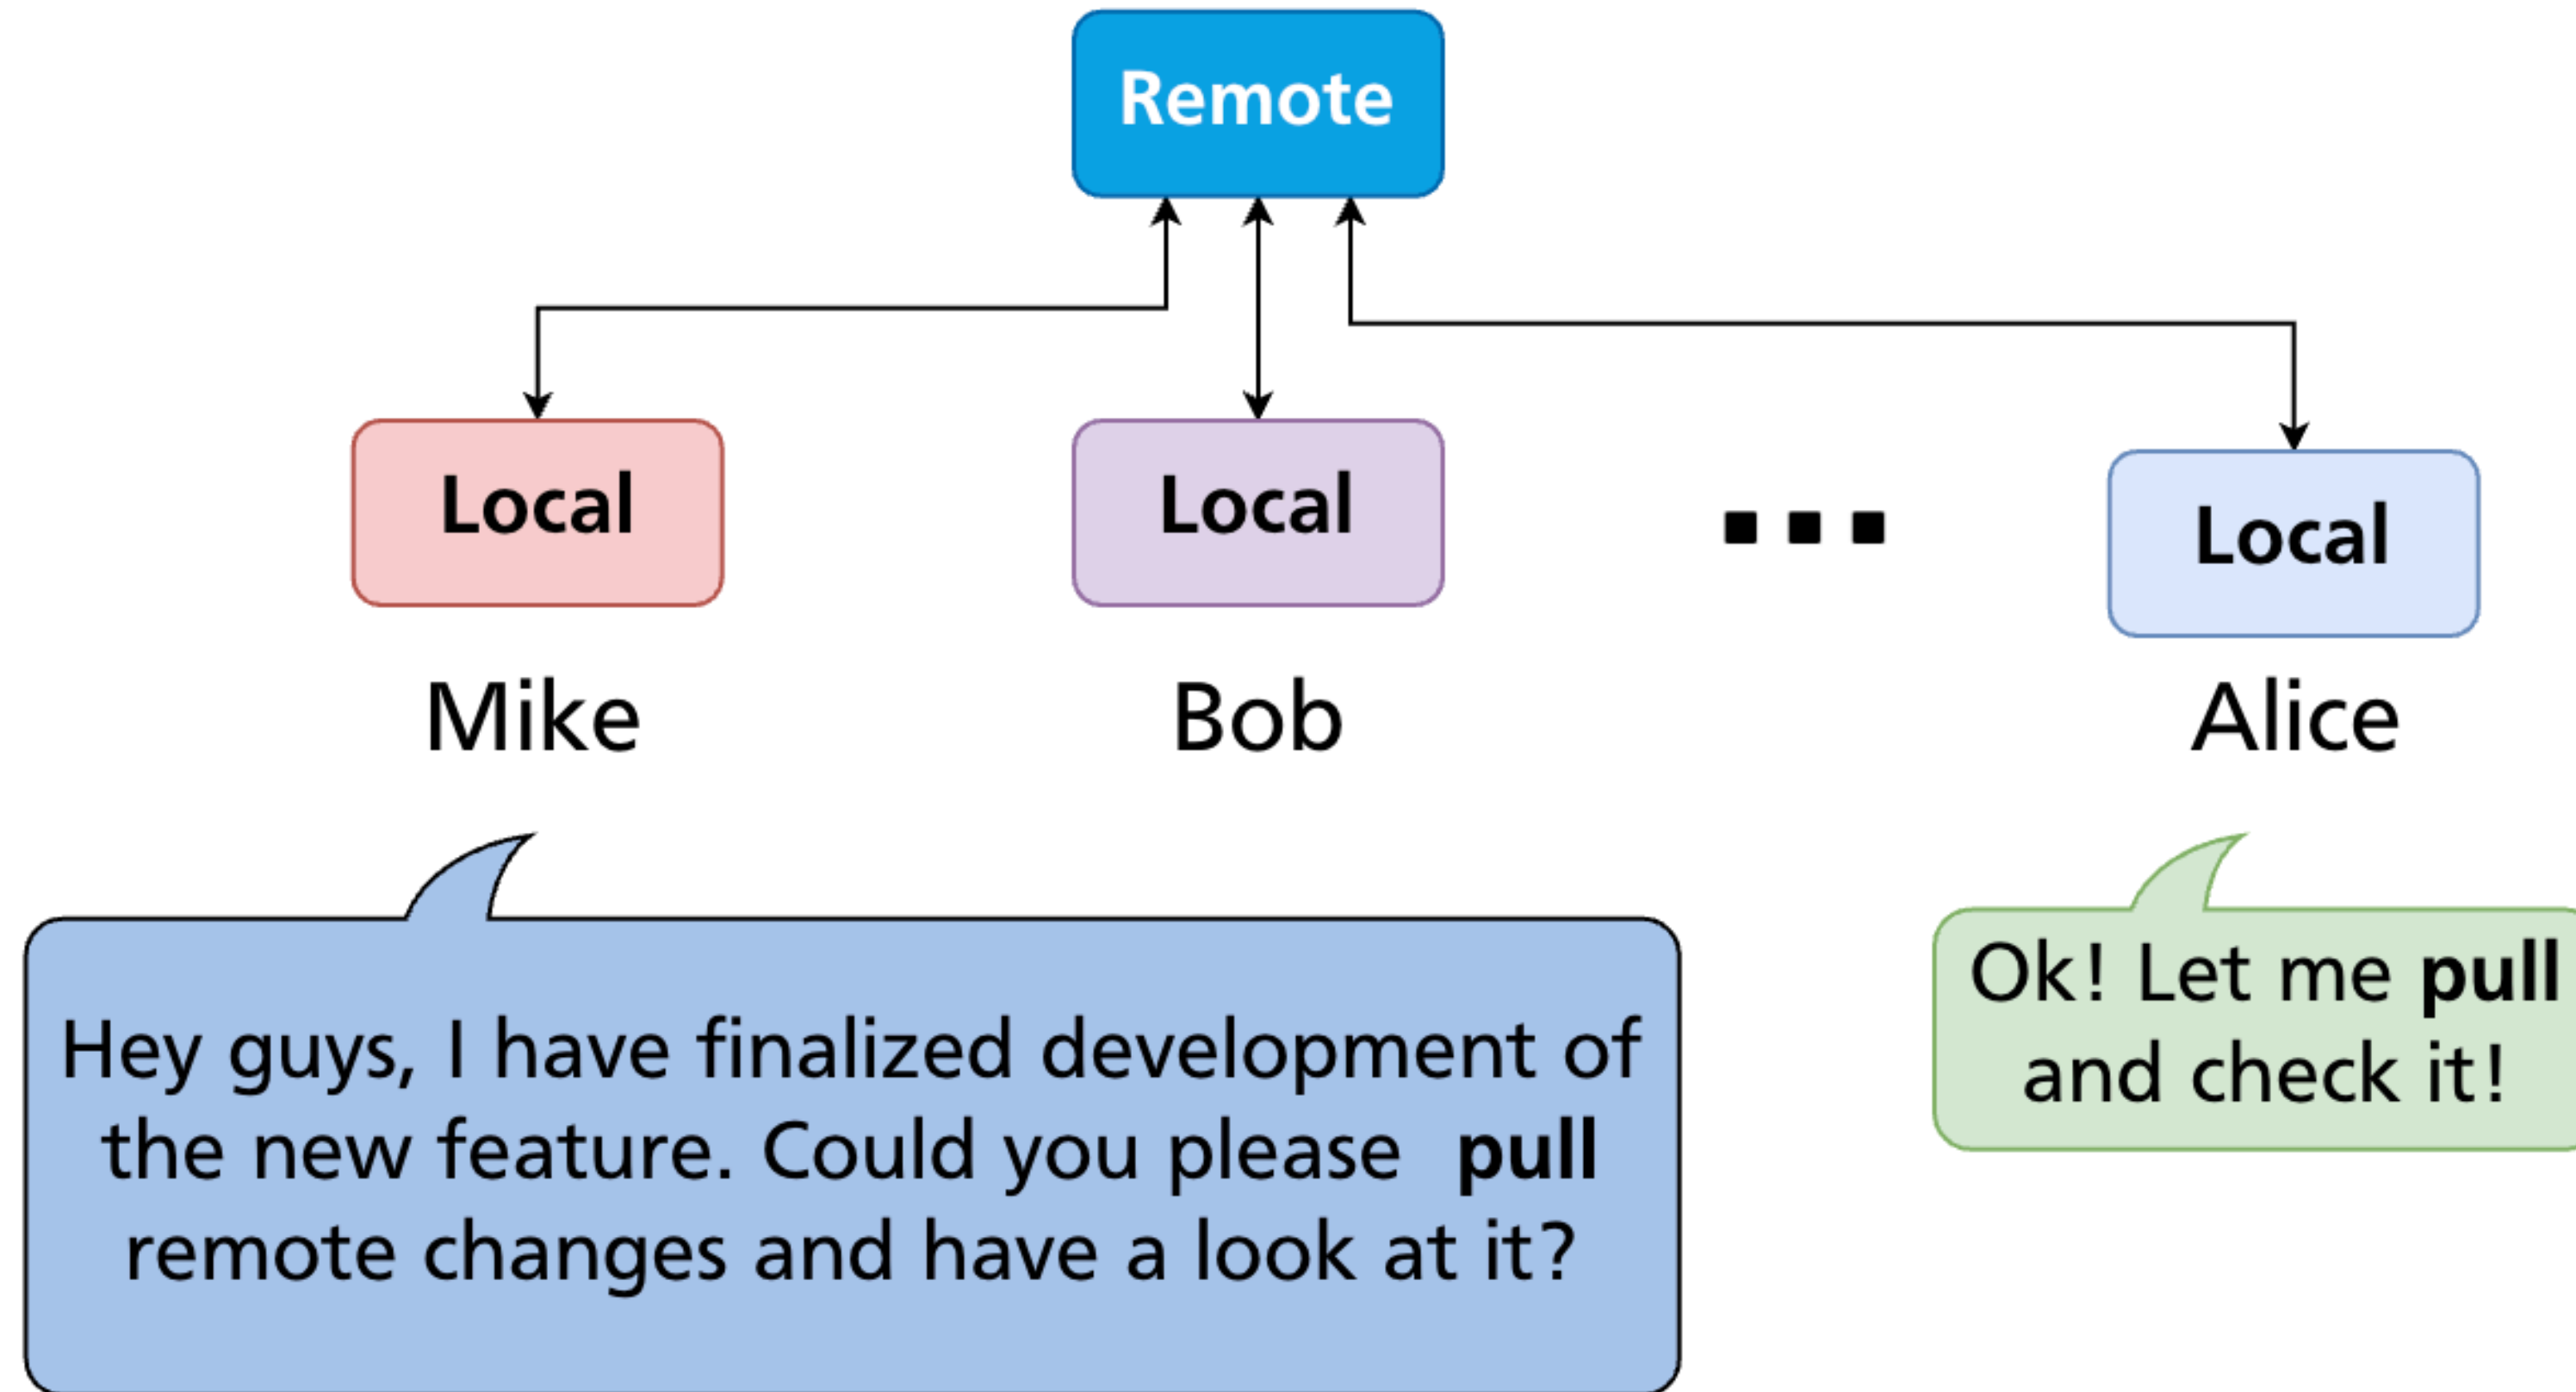 Remote
Local
Local
Local
Mike
Bob
Alice
Hey guys, I have finalized development of
the new feature. Could you please pull
remote changes and have a look at it?
Ok! Let me pull
and check it!